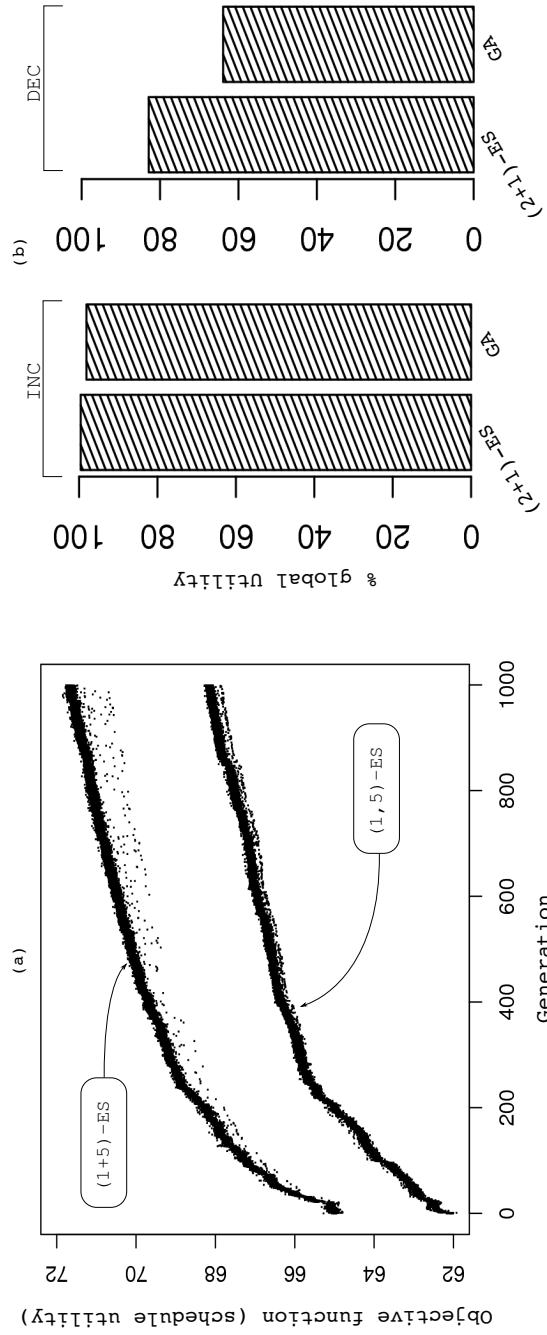 (a)
Objective function (schedule utility)
62
64
66
68
70
72
(1+5)-ES
(1,5)-ES
0
200
400
600
800
1000
Generation
(b)
INC
DEC
% global Utility
0
20
40
60
80
100
(2+1)-ES
GA
0
20
40
60
80
100
(2+1)-ES
GA